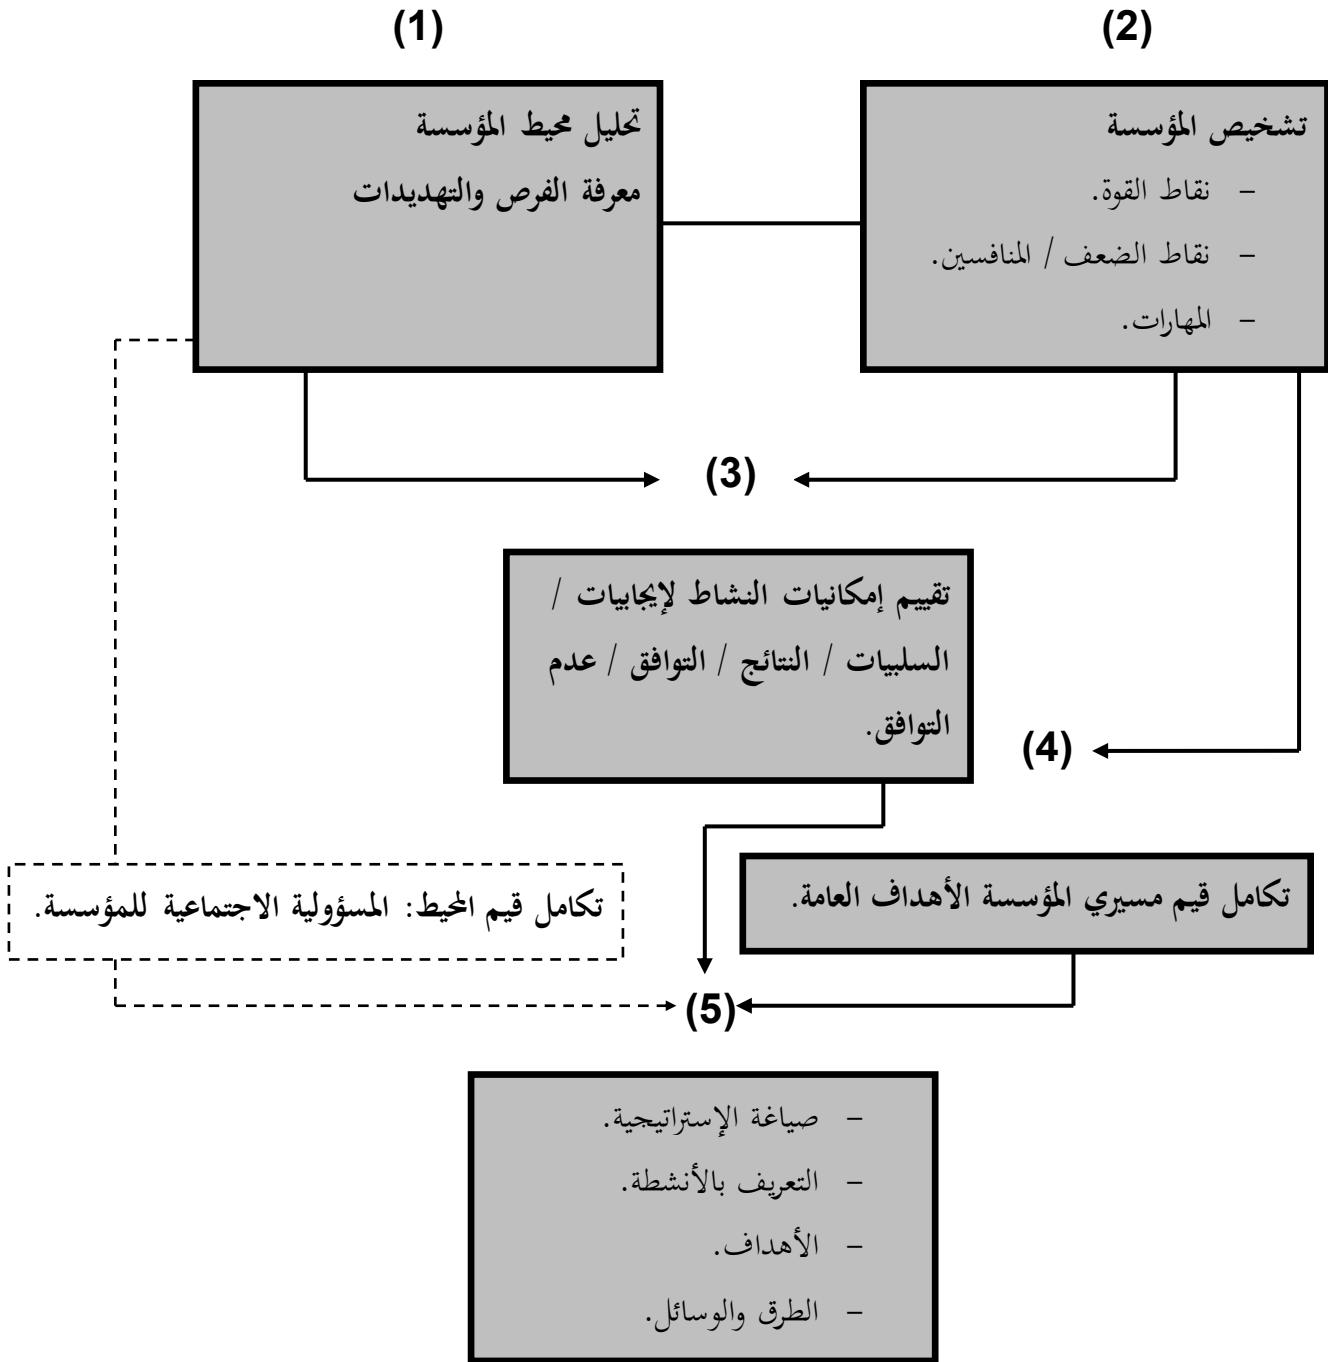 (1)
(2)
تحليل محيط المؤسسة
معرفة الفرص والتهديدات
تشخيص المؤسسة
– نقاط القوة.
– نقاط الضعف / المنافسين.
– المهارات.
(3)
تقييم إمكانيات النشاط لإيجابيات /
السلبيات / النتائج / التوافق / عدم
التوافق.
(4)
تكامل قيم مسيري المؤسسة الأهداف العامة.
تكامل قيم المحيط: المسؤولية الاجتماعية للمؤسسة.
(5)
– صياغة الإستراتيجية.
– التعريف بالأنشطة.
– الأهداف.
– الطرق والوسائل.